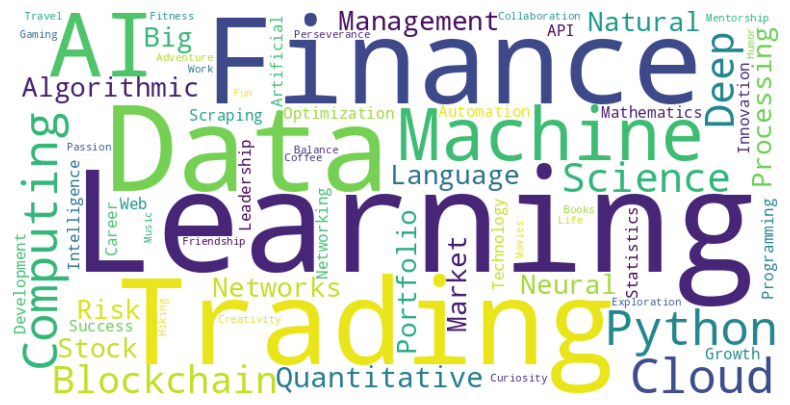 Travel
Fitness
Gaming
AI
Big
Adventure
Work
Algorithmic
Finance
Perseverance
Management
Collaboration
API
Natural
Mentorship
Humor
Deep
Innovation
Processing
Artificial
Fun
Scraping
Optimization
Automation
Mathematics
Data
Machine
Computing
Passion
Intelligence
Balance
Coffee
Leadership
Language
Science
Web
Career
Music
Learning
Friendship
Networking
Books
Life
Movies
Technology
Statistics
Programming
Development
Networks
Portfolio
Market
Neural
Risk
Success
Hiking
Creativity
Trading
Exploration
Python
Stock
Growth
Blockchain
Quantitative
Curiosity
Cloud